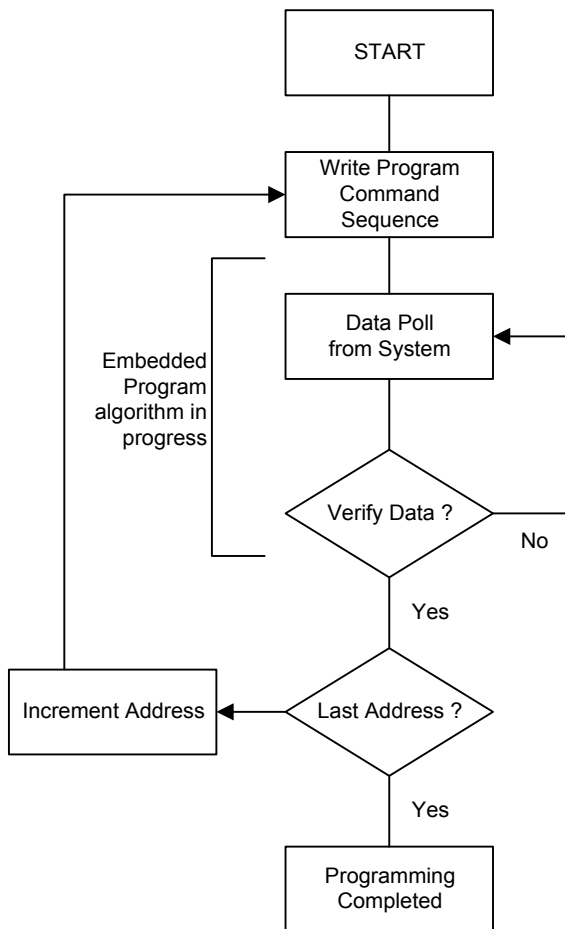 START
Write Program
Command
Sequence
Data Poll
from System
Embedded
Program
algorithm in
progress
Verify Data ?
No
Yes
Increment Address
Last Address ?
Yes
Programming
Completed